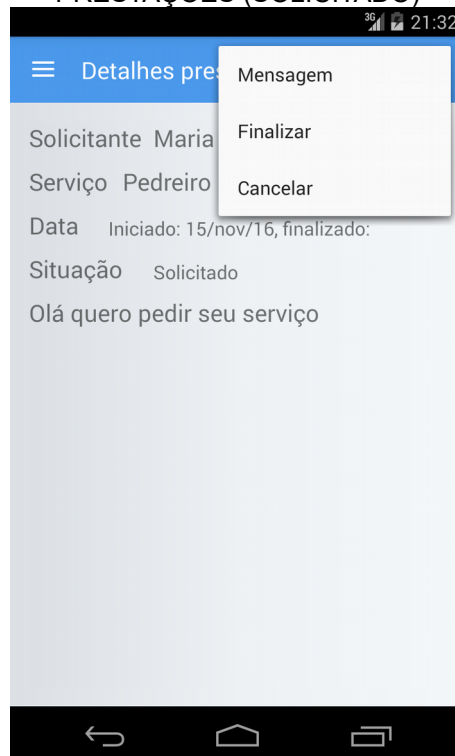 PRESTAÇÕES (SOLICITADO)
3G 21:32
Detalhes pres
Mensagem
Finalizar
Cancelar
Solicitante Maria
Serviço Pedreiro
Data Iniciado: 15/nov/16, finalizado:
Situação Solicitado
Olá quero pedir seu serviço